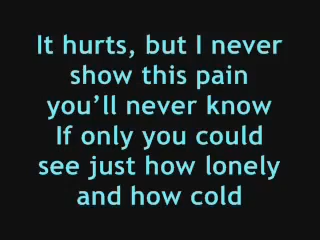 It hurts, but I never
show this pain
you’ll never know
If only you could
see just how lonely
and how cold